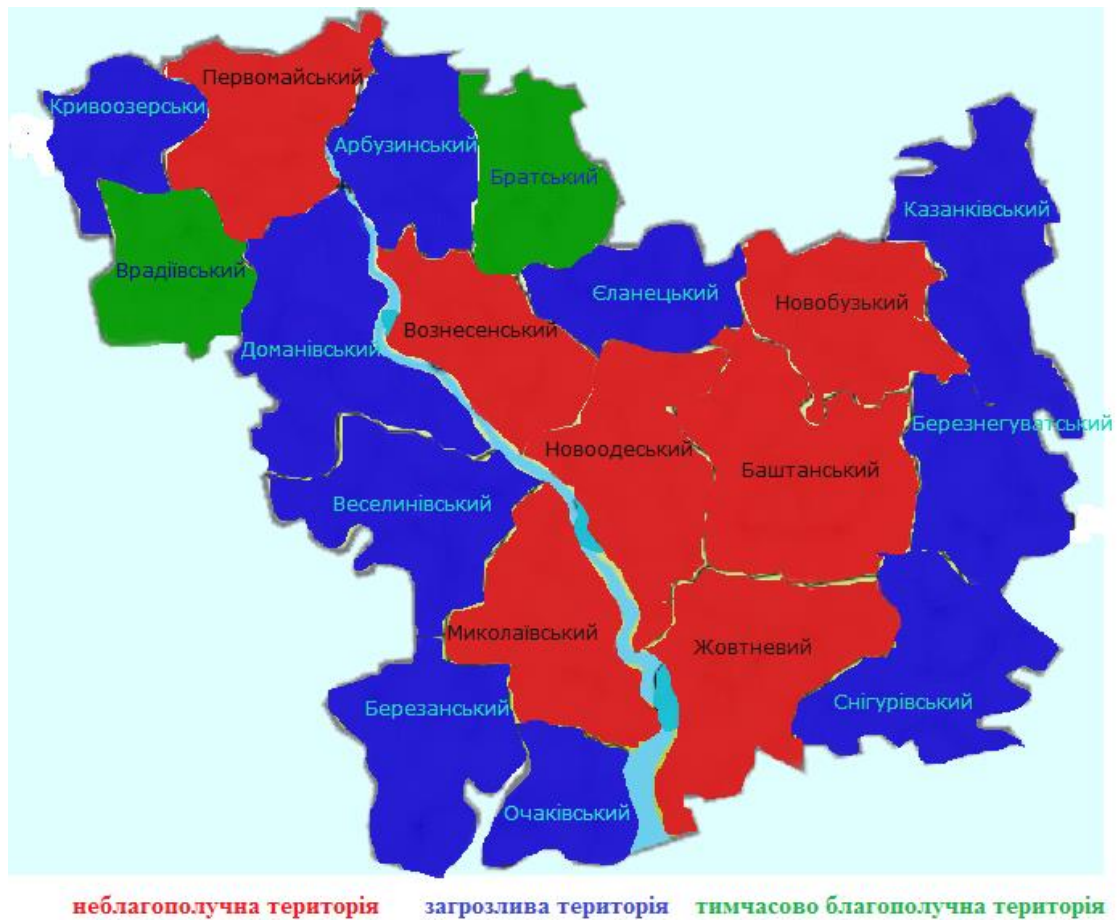 Первомайський
Кривоозерськи
Арбузинський
Братський
Казанківський
Врадіївський
Єланецький
Новобузький
Вознесенський
Доманівський
Березнегуватський
Новоодеський
Баштанський
Веселинівський
Миколаївський
Жовтневий
Березанський
Снігурівський
Очаківський
неблагополучна територія загрозлива територія тимчасово благополучна територія